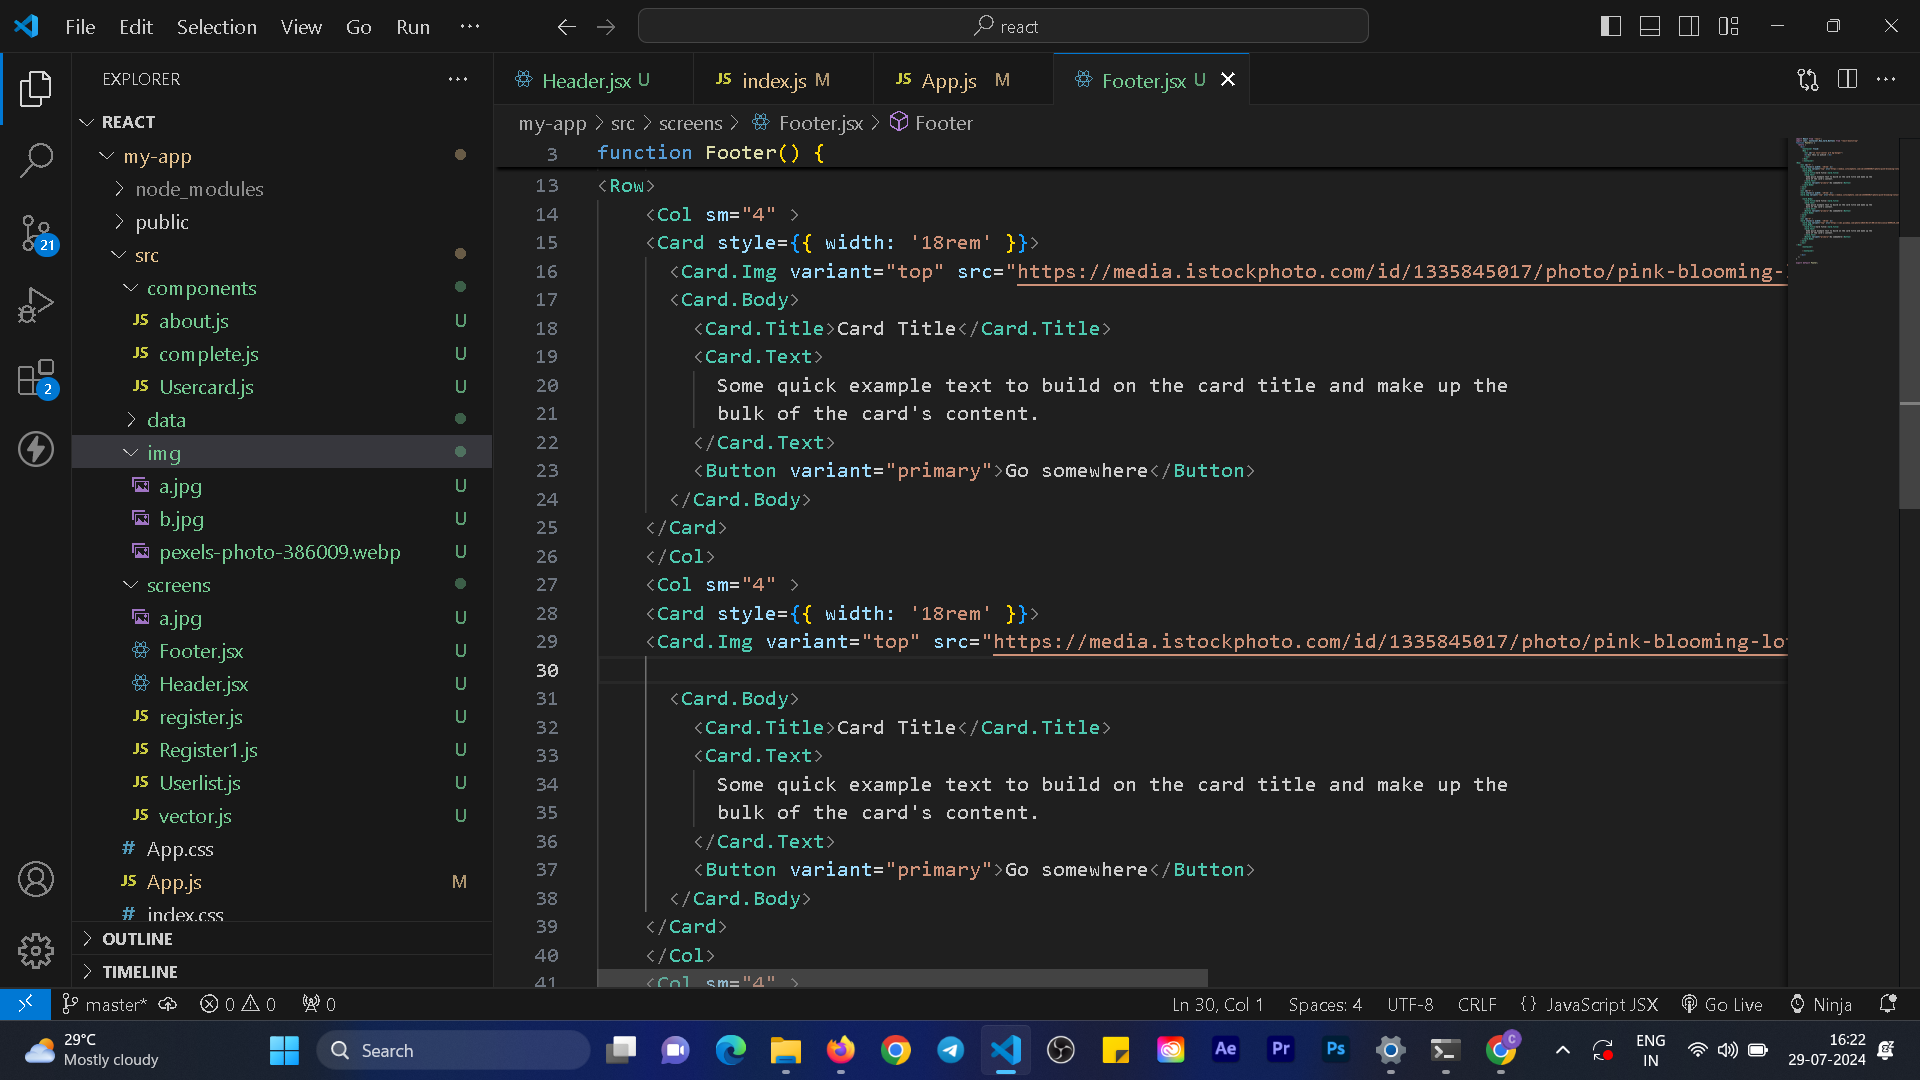 File Edit Selection View Go Run ···
react
EXPLORER
REACT
my-app
node_modules
public
src
components
JS about.js U
JS complete.js U
JS Usercard.js U
data
img
a.jpg U
b.jpg U
pexels-photo-386009.webp U
screens
a.jpg U
Footer.jsx U
Header.jsx U
JS register.js U
JS Register1.js U
JS Userlist.js U
JS vector.js U
# App.css
JS App.js M
# index.css
OUTLINE
TIMELINE
21
2
Header.jsx U JS index.js M JS App.js M Footer.jsx U
my-app > src > screens > Footer.jsx > Footer
3 function Footer() {
13 <Row>
14 <Col sm="4" >
15 <Card style={{ width: '18rem' }}>
16 <Card.Img variant="top" src="https://media.istockphoto.com/id/1335845017/photo/pink-blooming-
17 <Card.Body>
18 <Card.Title>Card Title</Card.Title>
19 <Card.Text>
20 Some quick example text to build on the card title and make up the
21 bulk of the card's content.
22 </Card.Text>
23 <Button variant="primary">Go somewhere</Button>
24 </Card.Body>
25 </Card>
26 </Col>
27 <Col sm="4" >
28 <Card style={{ width: '18rem' }}>
29 <Card.Img variant="top" src="https://media.istockphoto.com/id/1335845017/photo/pink-blooming-lo
30
31 <Card.Body>
32 <Card.Title>Card Title</Card.Title>
33 <Card.Text>
34 Some quick example text to build on the card title and make up the
35 bulk of the card's content.
36 </Card.Text>
37 <Button variant="primary">Go somewhere</Button>
38 </Card.Body>
39 </Card>
40 </Col>
41 <Col sm="4" >
master* 0 0 0 Ln 30, Col 1 Spaces: 4 UTF-8 CRLF {} JavaScript JSX Go Live Ninja
29°C
Mostly cloudy
Search
Ae Pr Ps
C
ENG
IN
16:22
29-07-2024